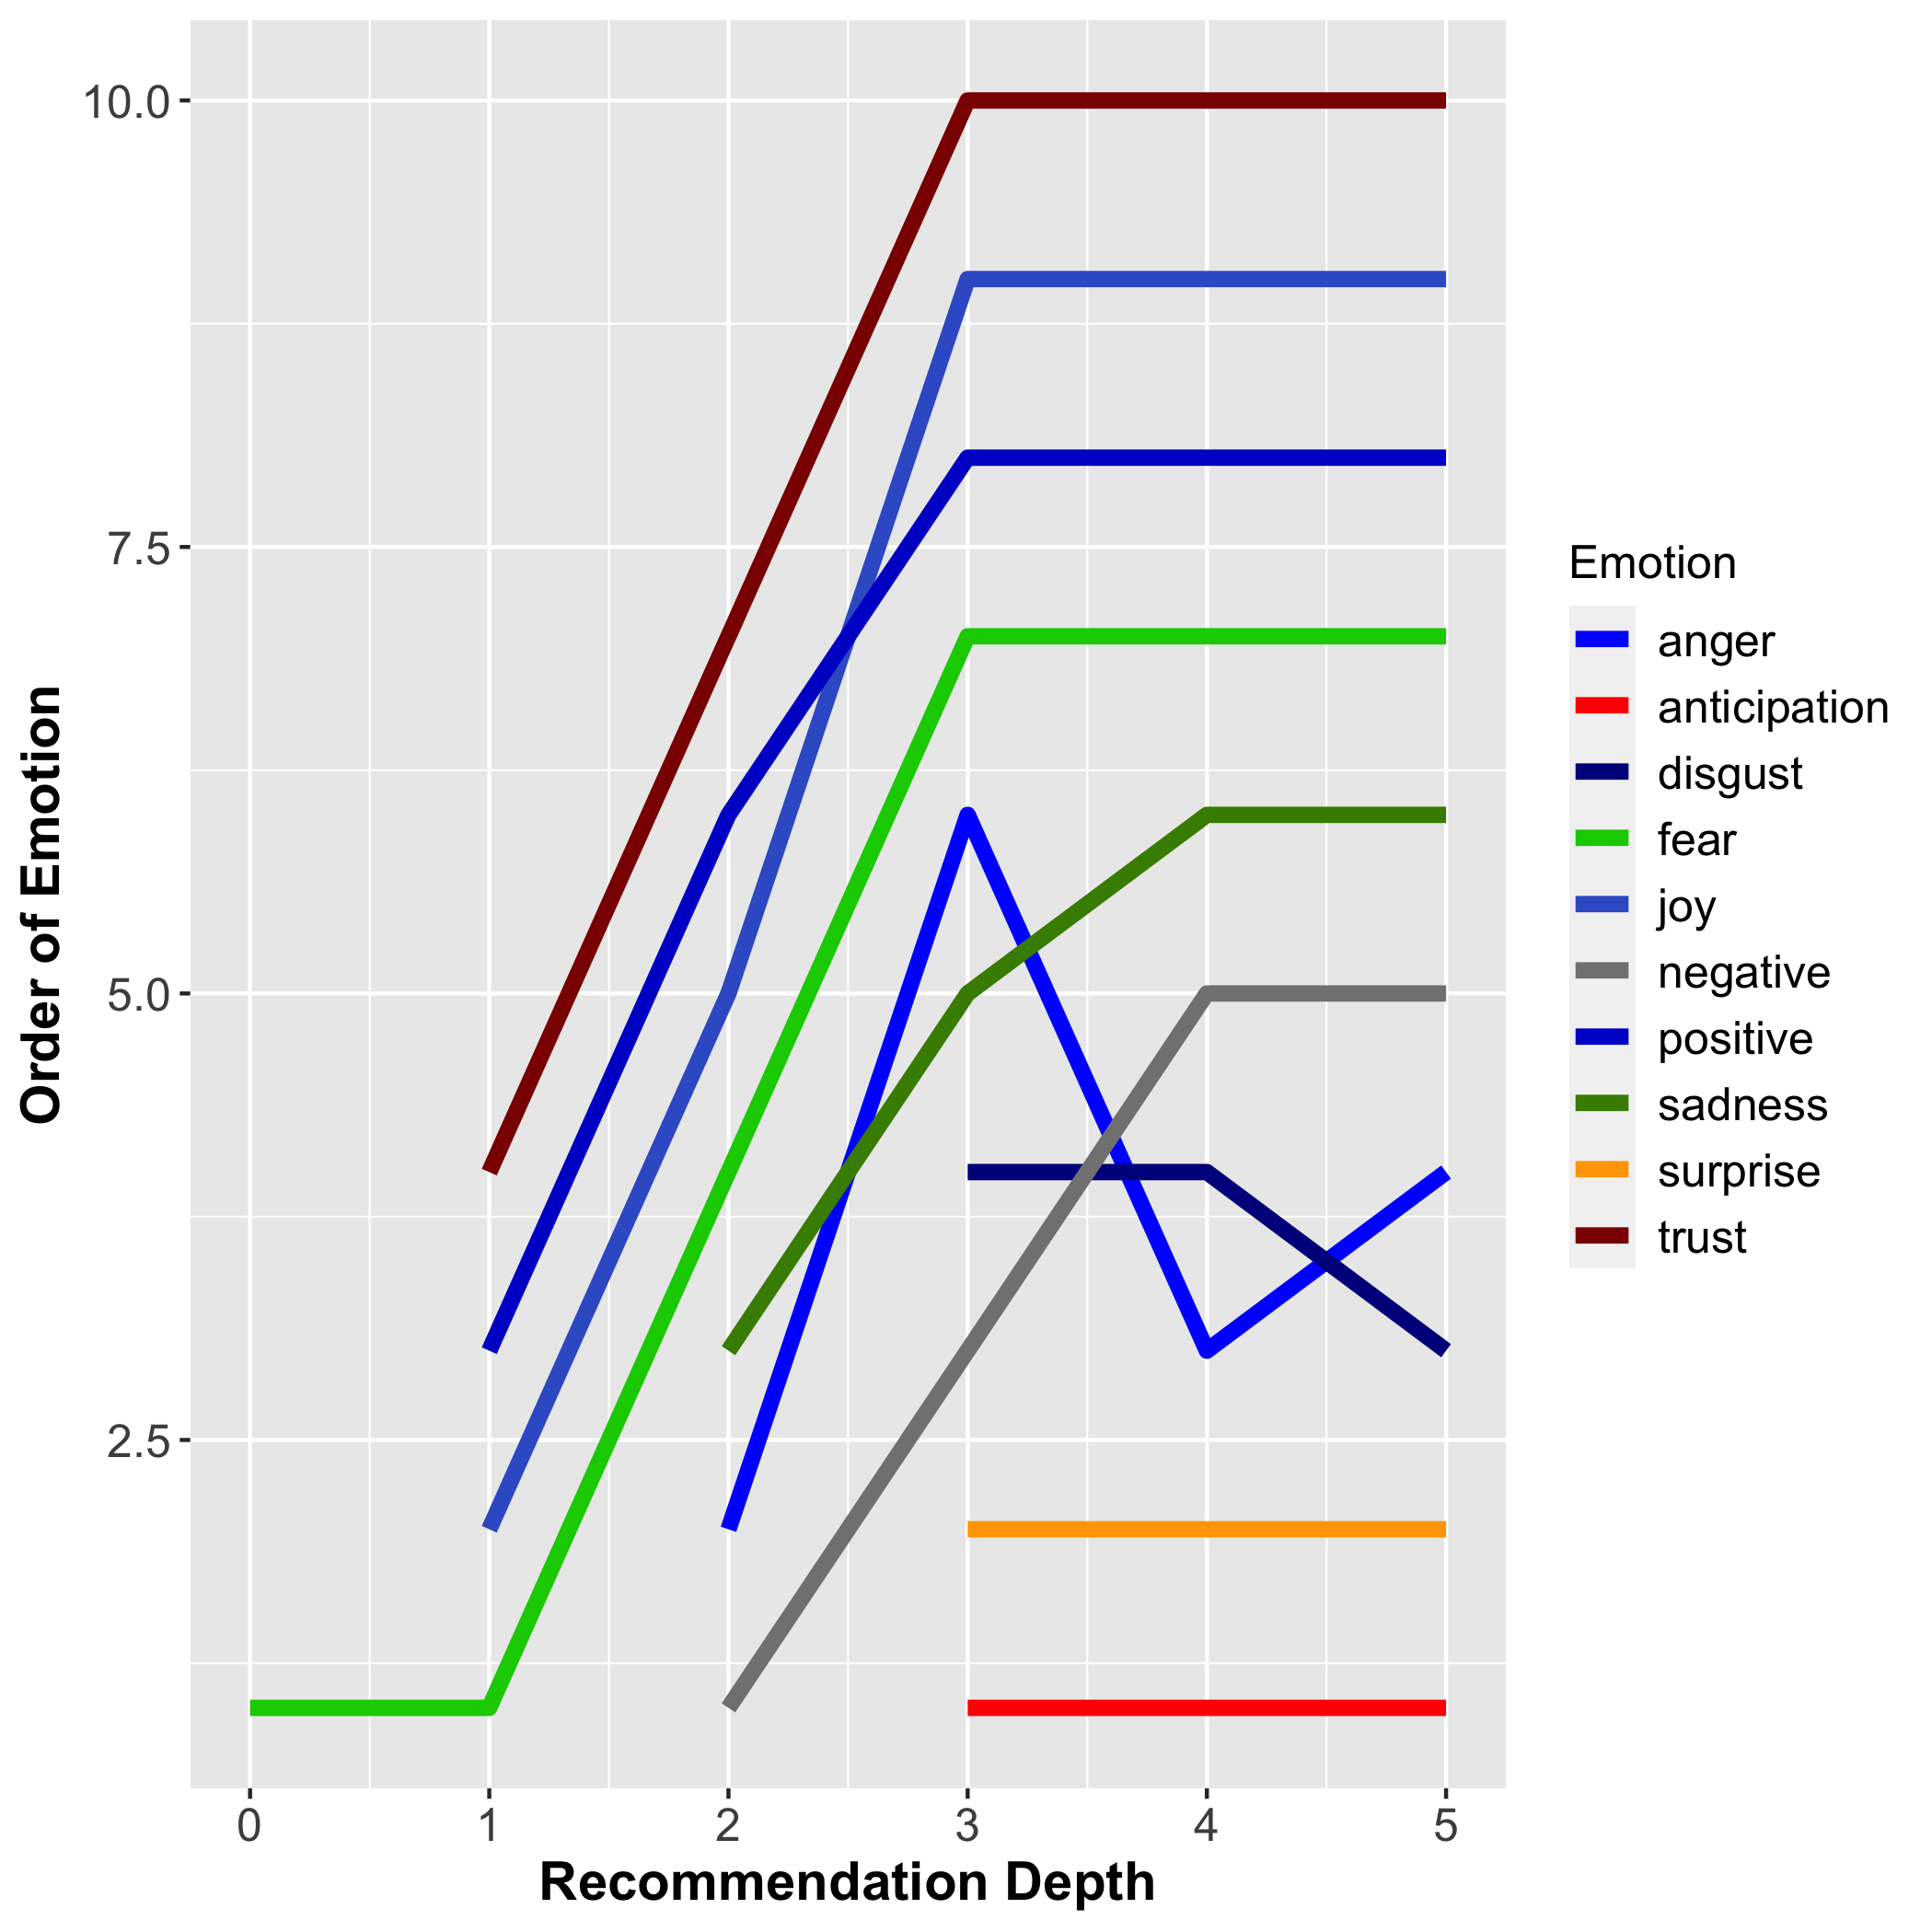 Order of Emotion
10.0
7.5
5.0
2.5
0 1 2 3 4 5
Recommendation Depth
Emotion
anger
anticipation
disgust
fear
joy
negative
positive
sadness
surprise
trust